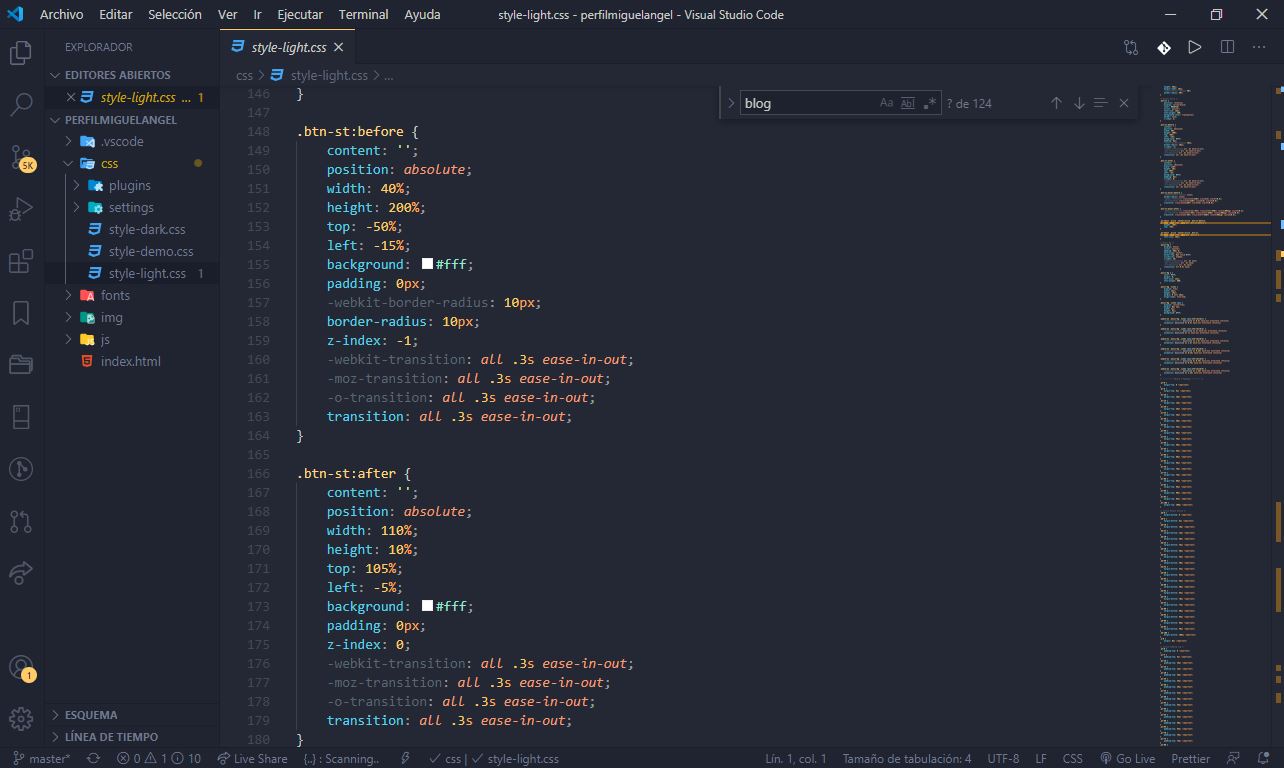 Archivo Editar Selección Ver Ir Ejecutar Terminal Ayuda style-light.css - perfilmiguelangel - Visual Studio Code
EXPLORADOR
EDITORES ABIERTOS
style-light.css ... 1
PERFILMIGUELANGEL
.vscode
css
plugins
settings
style-dark.css
style-demo.css
style-light.css 1
fonts
img
js
index.html
ESQUEMA
LÍNEA DE TIEMPO
5K
1
style-light.css
css > style-light.css > ...
blog Aa Abl .* ? de 124
146 }
147
148 .btn-st:before {
149 content: '';
150 position: absolute;
151 width: 40%;
152 height: 200%;
153 top: -50%;
154 left: -15%;
155 background: #fff;
156 padding: 0px;
157 -webkit-border-radius: 10px;
158 border-radius: 10px;
159 z-index: -1;
160 -webkit-transition: all .3s ease-in-out;
161 -moz-transition: all .3s ease-in-out;
162 -o-transition: all .3s ease-in-out;
163 transition: all .3s ease-in-out;
164 }
165
166 .btn-st:after {
167 content: '';
168 position: absolute;
169 width: 110%;
170 height: 10%;
171 top: 105%;
172 left: -5%;
173 background: #fff;
174 padding: 0px;
175 z-index: 0;
176 -webkit-transition: all .3s ease-in-out;
177 -moz-transition: all .3s ease-in-out;
178 -o-transition: all .3s ease-in-out;
179 transition: all .3s ease-in-out;
180 }
master* 0 1 10 Live Share {..} : Scanning.. css | style-light.css Lín. 1, col. 1 Tamaño de tabulación: 4 UTF-8 LF CSS Go Live Prettier